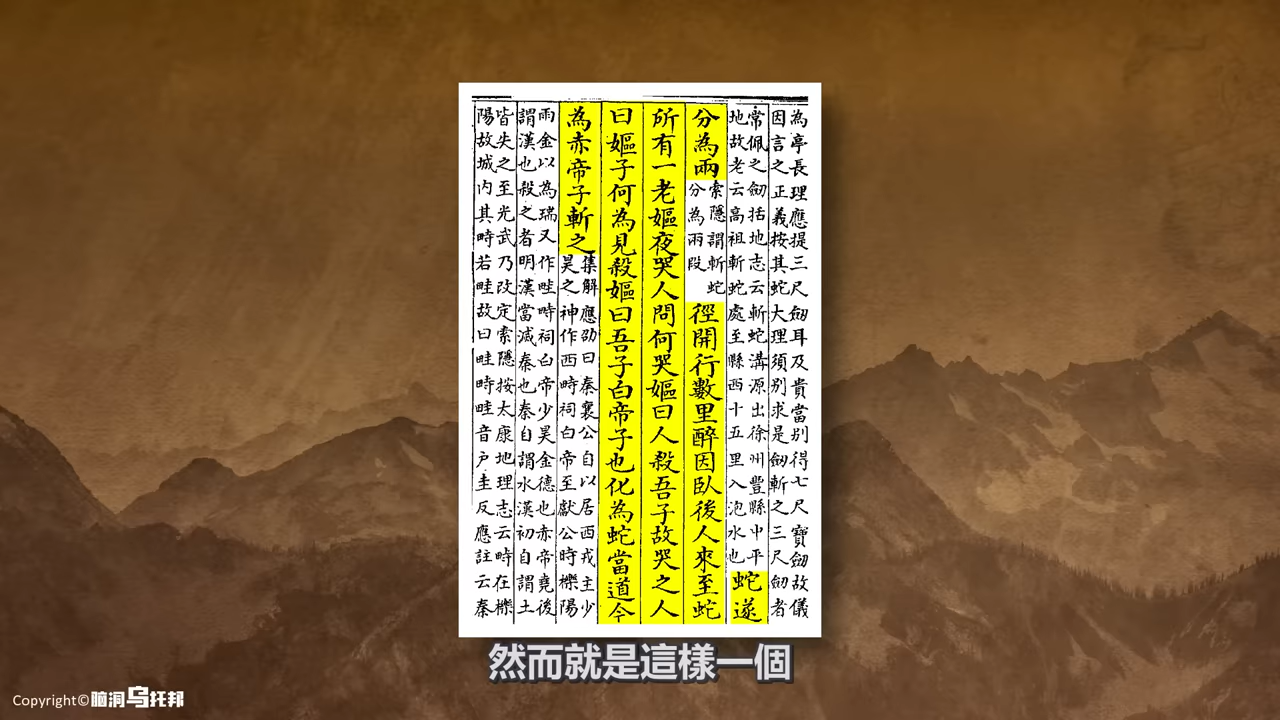 為亭長理應提三尺劒耳及貴當别得七尺寶劒故儀
因言之正義按其蛇大理須别求是劒斬之三尺劒者
常佩之劒括地志云斬蛇溝源出徐州豐縣中平
地故老云高祖斬蛇處至縣西十五里入泡水也
蛇遂
分為兩
索隱謂斬蛇
分為兩段
徑開行數里醉因臥後人來至蛇
所有一老嫗夜哭人問何哭嫗曰人殺吾子故哭之人
曰嫗子何為見殺嫗曰吾子白帝子也化為蛇當道今
為赤帝子斬之
集解應劭曰秦襄公自以居西戎主少
昊之神作西畤祠白帝至獻公時櫟陽
雨金以為瑞又作畦畤祠白帝少昊金德也赤帝堯後
謂漢也殺之者明漢當滅秦也秦自謂水漢初自謂土
皆失之至光武乃改定索隱按太康地理志云畤在櫟
陽故城内其畤若畦故曰畦畤畦音户圭反應註云秦
然而就是這樣一個
Copyright©脑洞乌托邦